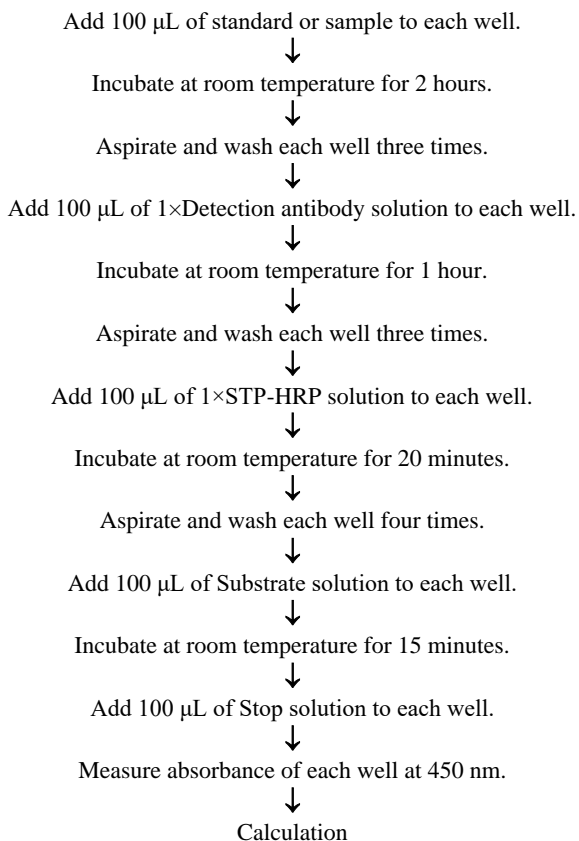 Add 100 μL of standard or sample to each well.
↓
Incubate at room temperature for 2 hours.
↓
Aspirate and wash each well three times.
↓
Add 100 μL of 1×Detection antibody solution to each well.
↓
Incubate at room temperature for 1 hour.
↓
Aspirate and wash each well three times.
↓
Add 100 μL of 1×STP-HRP solution to each well.
↓
Incubate at room temperature for 20 minutes.
↓
Aspirate and wash each well four times.
↓
Add 100 μL of Substrate solution to each well.
↓
Incubate at room temperature for 15 minutes.
↓
Add 100 μL of Stop solution to each well.
↓
Measure absorbance of each well at 450 nm.
↓
Calculation